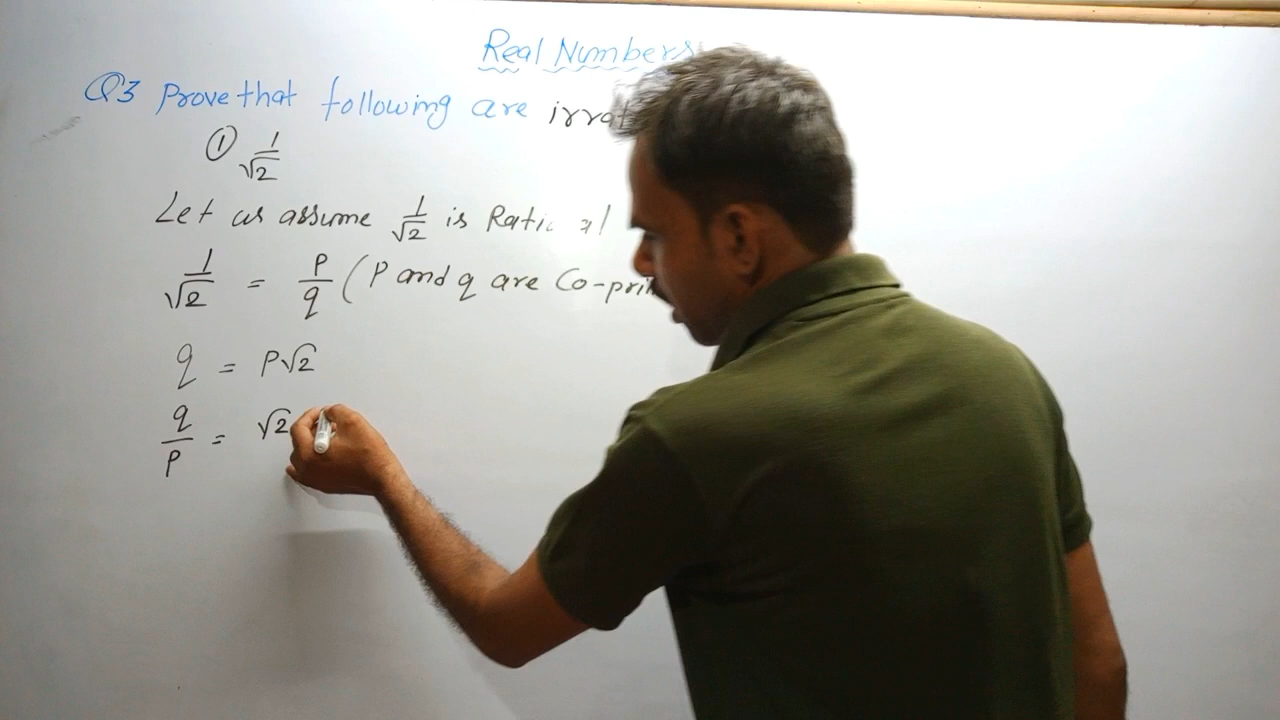 Real Numbers
Q3 Prove that following are
① 1/√2
Let us assume 1/√2 is
1/√2 = p/q (P and q are
q = P√2
q/p = √2